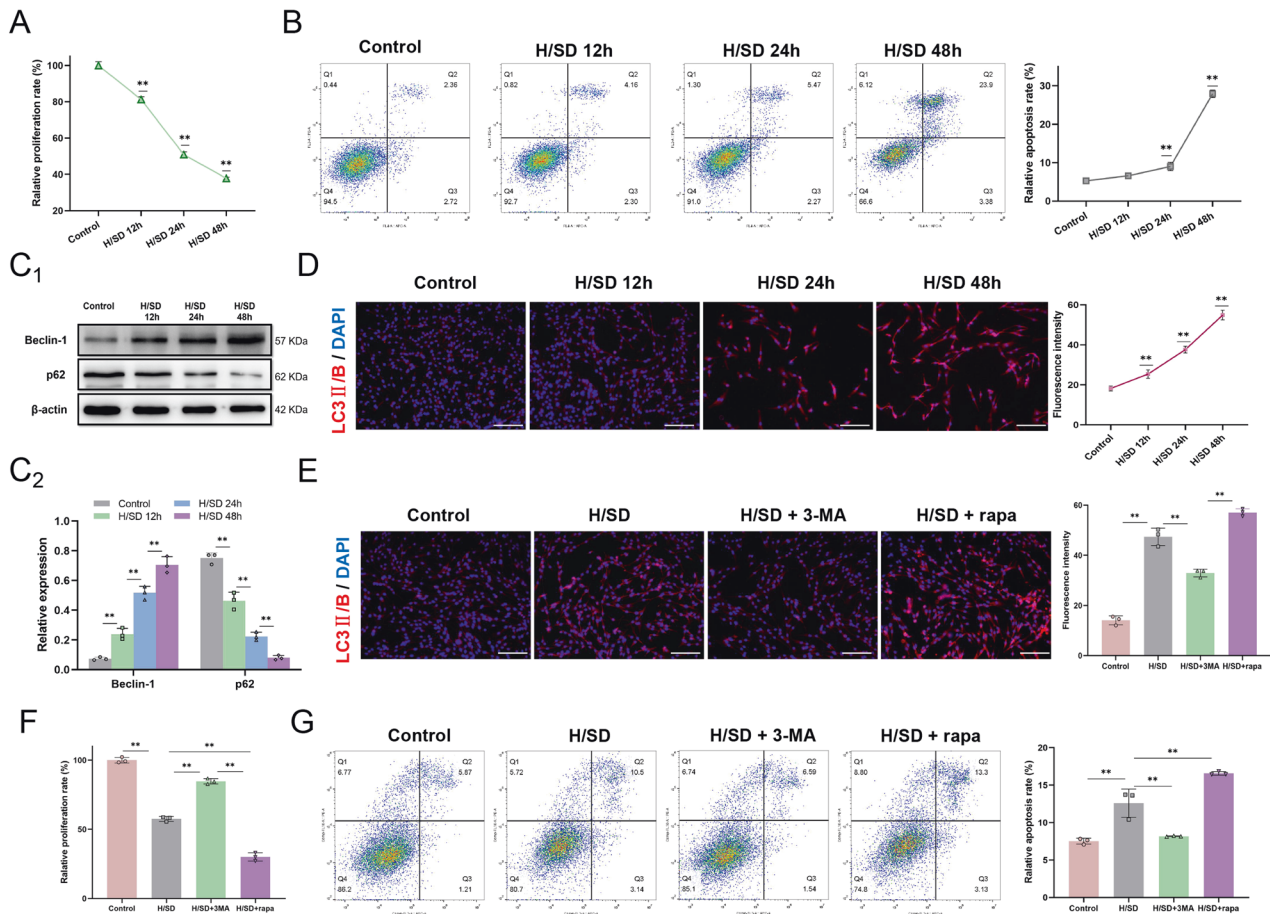 A
Ralative proliferation rate (%)
100
80
60
40
20
**
**
**
Control
H/SD 12h
H/SD 24h
H/SD 48h
B
Control
H/SD 12h
H/SD 24h
H/SD 48h
Q1
0.44
Q2
2.36
Q4
94.5
Q3
2.72
Q1
0.82
Q2
4.16
Q4
92.7
Q3
2.30
Q1
1.30
Q2
5.47
Q4
91.0
Q3
2.27
Q1
6.12
Q2
23.9
Q4
66.6
Q3
3.38
Ralative apoptosis rate (%)
30
20
10
0
**
**
Control
H/SD 12h
H/SD 24h
H/SD 48h
C1
Control
H/SD 12h
H/SD 24h
H/SD 48h
Beclin-1
57 KDa
p62
62 KDa
β-actin
42 KDa
D
Control
H/SD 12h
H/SD 24h
H/SD 48h
LC3 II/B / DAPI
Fluorescence intensity
60
40
20
0
**
**
**
Control
H/SD 12h
H/SD 24h
H/SD 48h
C2
Control
H/SD 12h
H/SD 24h
H/SD 48h
Relative expression
1.0
0.8
0.6
0.4
0.2
0.0
**
**
**
**
**
**
Beclin-1
p62
E
Control
H/SD
H/SD + 3-MA
H/SD + rapa
LC3 II/B / DAPI
Fluorescence intensity
60
40
20
0
**
**
**
Control
H/SD
H/SD+3MA
H/SD+rapa
F
Ralative proliferation rate (%)
100
50
0
**
**
**
**
Control
H/SD
H/SD+3MA
H/SD+rapa
G
Control
H/SD
H/SD + 3-MA
H/SD + rapa
Q1
6.77
Q2
5.87
Q4
86.2
Q3
1.21
Q1
5.72
Q2
10.5
Q4
80.7
Q3
3.14
Q1
6.74
Q2
6.59
Q4
85.1
Q3
1.54
Q1
8.80
Q2
13.3
Q4
74.8
Q3
3.13
Ralative apoptosis rate (%)
20
15
10
5
0
**
**
**
Control
H/SD
H/SD+3MA
H/SD+rapa